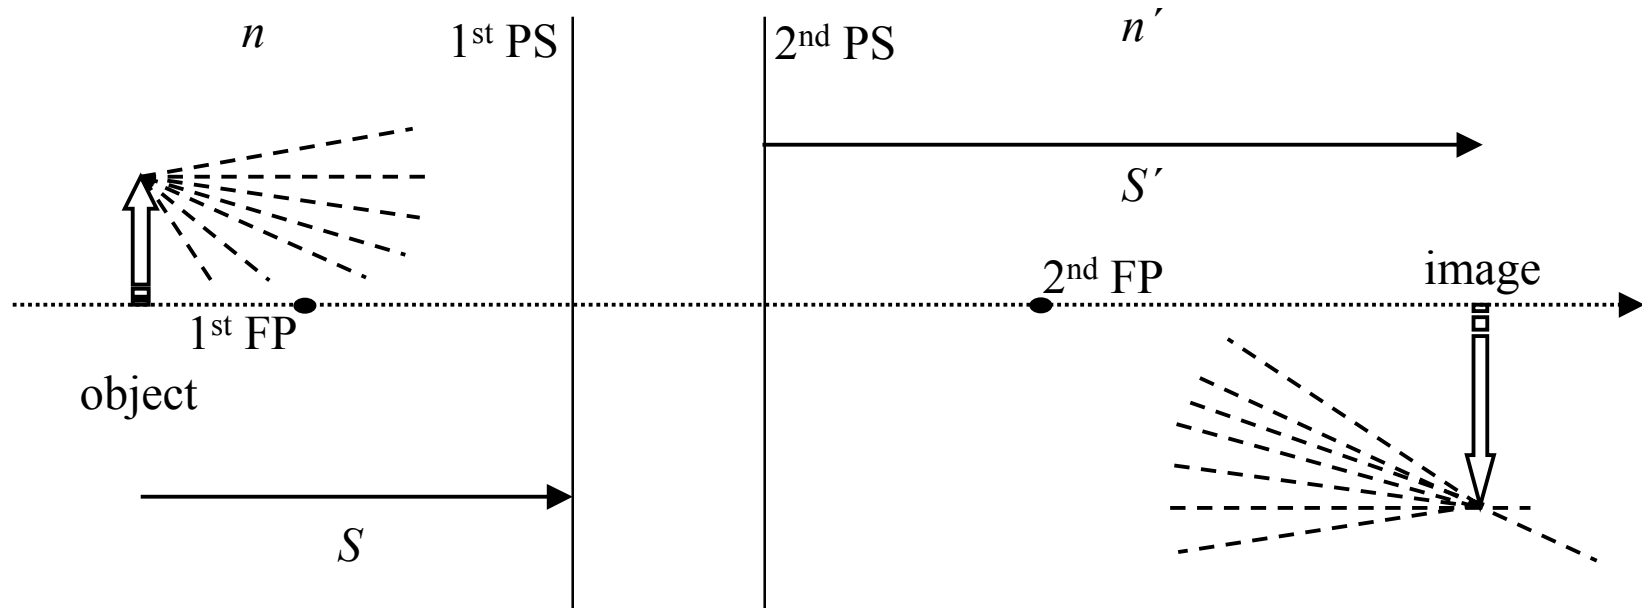 n
1st PS
2nd PS
n´
S´
2nd FP
image
1st FP
object
S